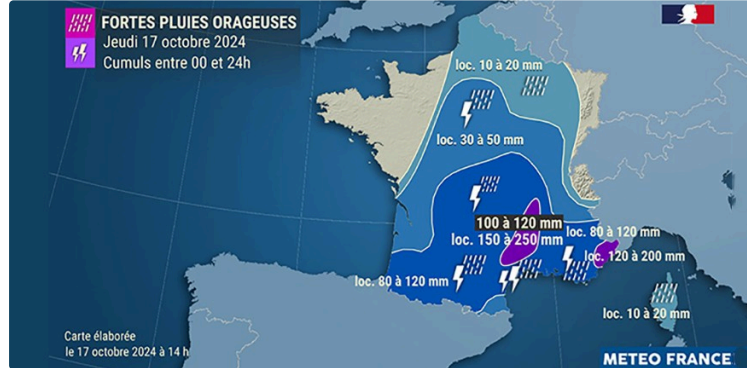 FORTES PLUIES ORAGEUSES
Jeudi 17 octobre 2024
Cumuls entre 00 et 24h
loc. 10 à 20 mm
loc. 30 à 50 mm
100 à 120 mm
loc. 150 à 250 mm
loc. 80 à 120 mm
loc. 120 à 200 mm
loc. 80 à 120 mm
loc. 10 à 20 mm
Carte élaborée
le 17 octobre 2024 à 14 h
METEO FRANCE